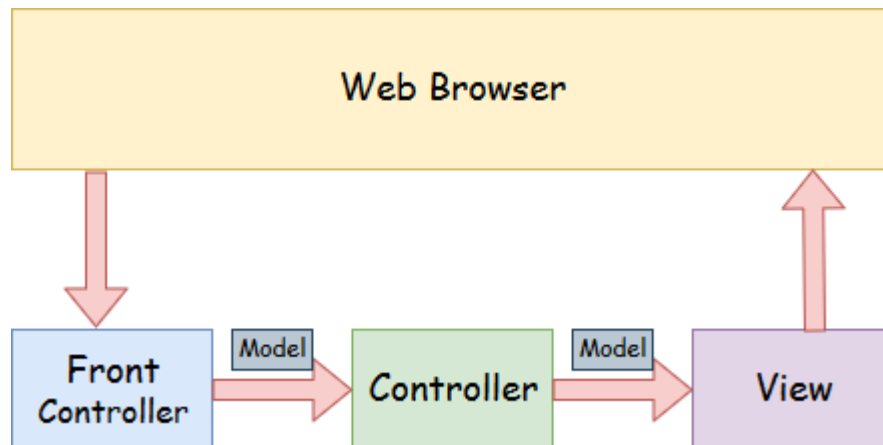 Web Browser
Model
Model
Front
Controller
Controller
View